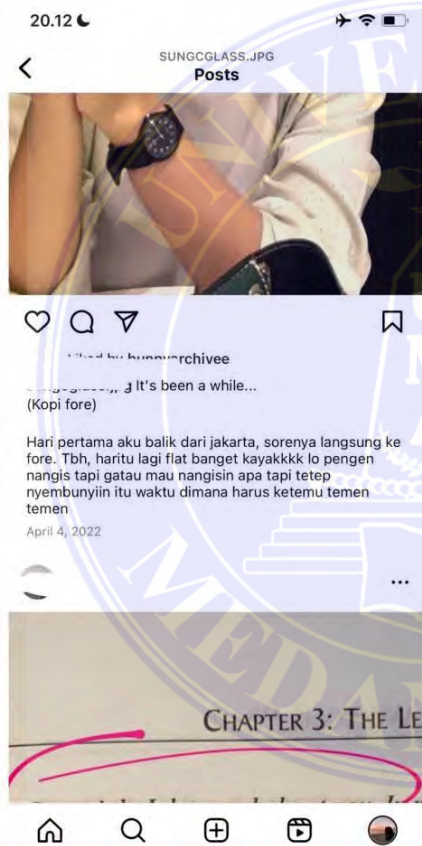 20.12
SUNGCGLASS.JPG
Posts
hunnyarchivee
It's been a while...
(Kopi fore)
Hari pertama aku balik dari jakarta, sorenya langsung ke
fore. Tbh, haritu lagi flat banget kayakkkk lo pengen
nangis tapi gatau mau nangisin apa tapi tetep
nyembunyiin itu waktu dimana harus ketemu temen
temen
April 4, 2022
CHAPTER 3: THE LE
MEDAN